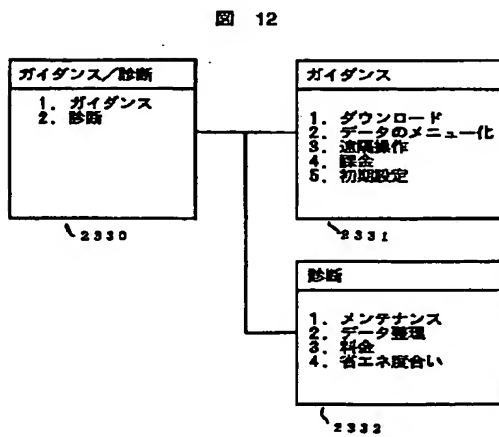 図 12
ガイダンス/診断
1. ガイダンス
2. 診断
2330
ガイダンス
1. ダウンロード
2. データのメニュー化
3. 遠隔操作
4. 課金
5. 初期設定
2331
診断
1. メンテナンス
2. データ整理
3. 料金
4. 省エネ度合い
2332